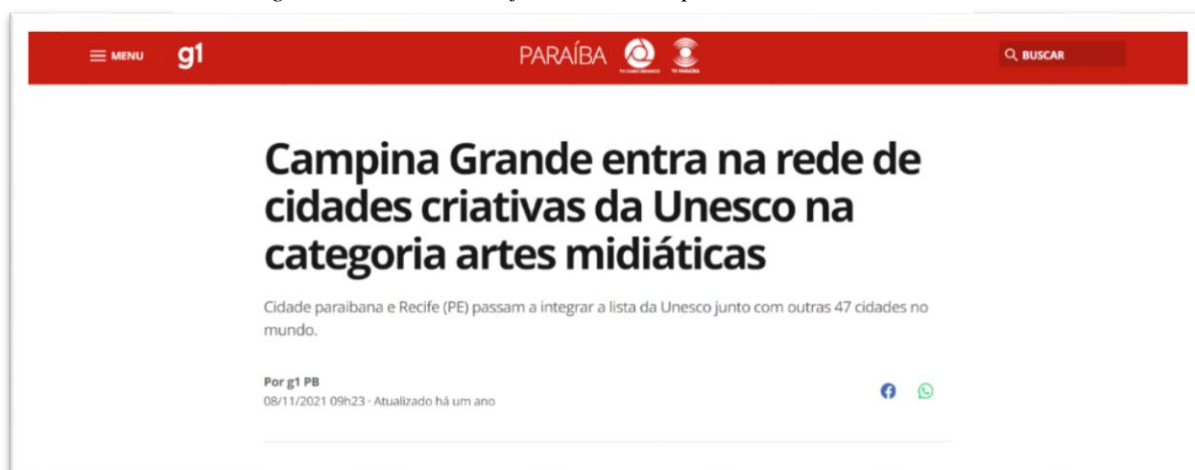 MENU g1 PARAÍBA BUSCAR
Campina Grande entra na rede de
cidades criativas da Unesco na
categoria artes midiáticas
Cidade paraibana e Recife (PE) passam a integrar a lista da Unesco junto com outras 47 cidades no
mundo.
Por g1 PB
08/11/2021 09h23 · Atualizado há um ano